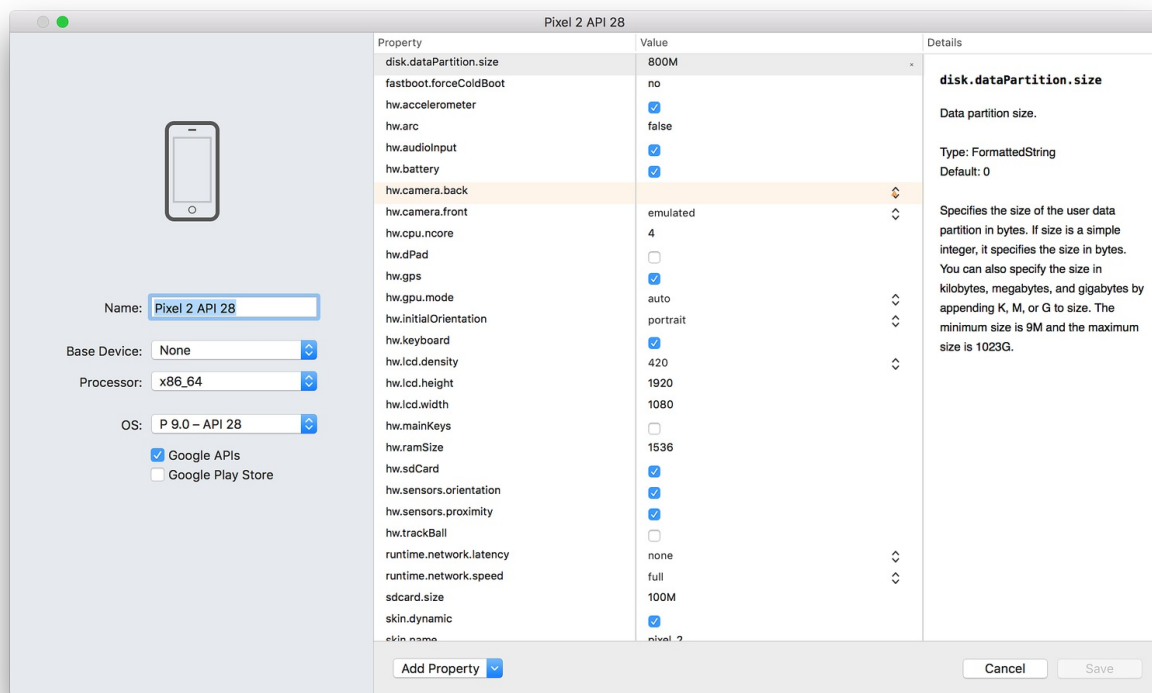 Pixel 2 API 28
Name: Pixel 2 API 28
Base Device: None
Processor: x86_64
OS: P 9.0 – API 28
Google APIs
Google Play Store
Property Value Details
disk.dataPartition.size 800M
fastboot.forceColdBoot no
hw.accelerometer
hw.arc false
hw.audioInput
hw.battery
hw.camera.back
hw.camera.front emulated
hw.cpu.ncore 4
hw.dPad
hw.gps
hw.gpu.mode auto
hw.initialOrientation portrait
hw.keyboard
hw.lcd.density 420
hw.lcd.height 1920
hw.lcd.width 1080
hw.mainKeys
hw.ramSize 1536
hw.sdCard
hw.sensors.orientation
hw.sensors.proximity
hw.trackBall
runtime.network.latency none
runtime.network.speed full
sdcard.size 100M
skin.dynamic
skin.name pixel_2
disk.dataPartition.size
Data partition size.
Type: FormattedString
Default: 0
Specifies the size of the user data
partition in bytes. If size is a simple
integer, it specifies the size in bytes.
You can also specify the size in
kilobytes, megabytes, and gigabytes by
appending K, M, or G to size. The
minimum size is 9M and the maximum
size is 1023G.
Add Property
Cancel Save